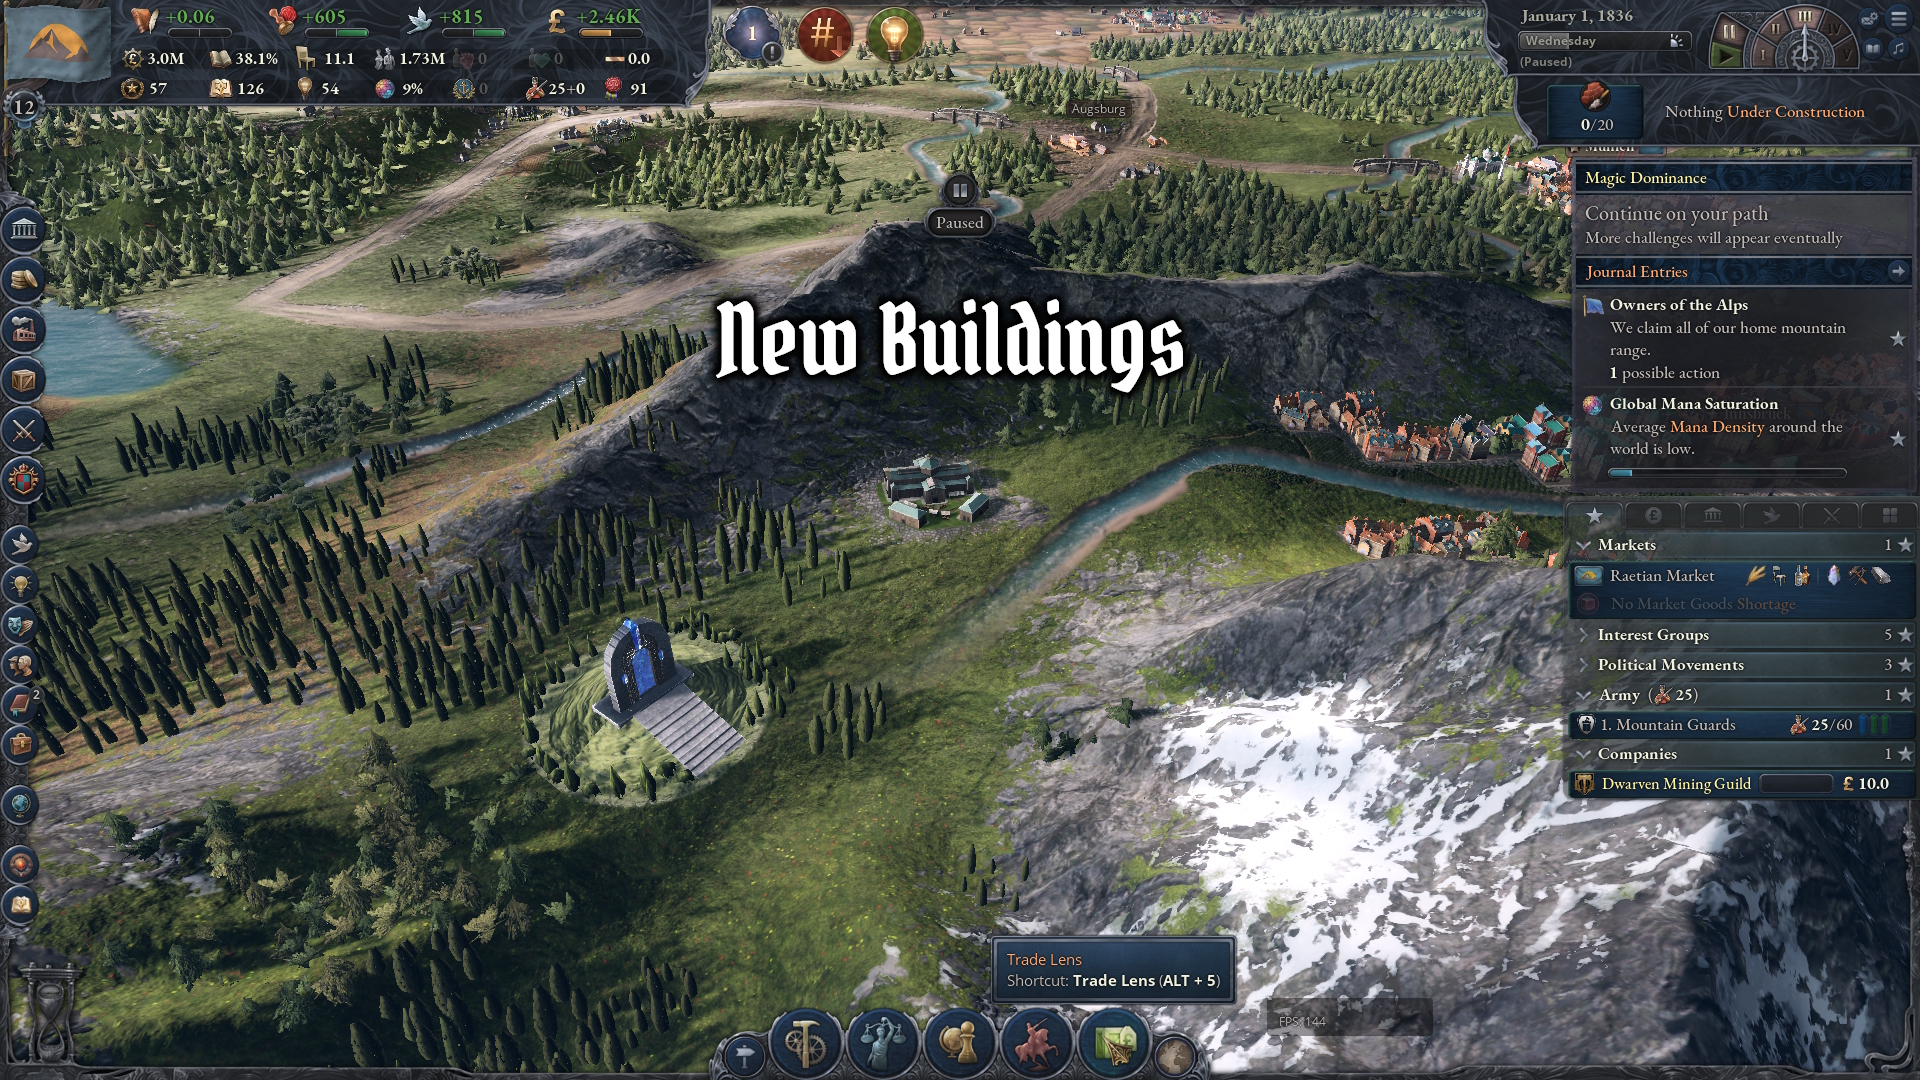 +0.06
+605
+815
+2.46K
3.0M
38.1%
11.1
1.73M
0
0
0.0
57
126
54
9%
0
25+0
91
12
1
January 1, 1836
Wednesday
(Paused)
I
II
III
IV
V
0/20
Nothing Under Construction
Augsburg
Paused
New Buildings
Magic Dominance
Continue on your path
More challenges will appear eventually
Journal Entries
Owners of the Alps
We claim all of our home mountain
range.
1 possible action
Global Mana Saturation
Average Mana Density around the
world is low.
Markets 1
Raetian Market
No Market Goods Shortage
Interest Groups 5
Political Movements 3
Army (25) 1
1. Mountain Guards 25/60
Companies 1
Dwarven Mining Guild £ 10.0
2
Trade Lens
Shortcut: Trade Lens (ALT + 5)
FPS: 144